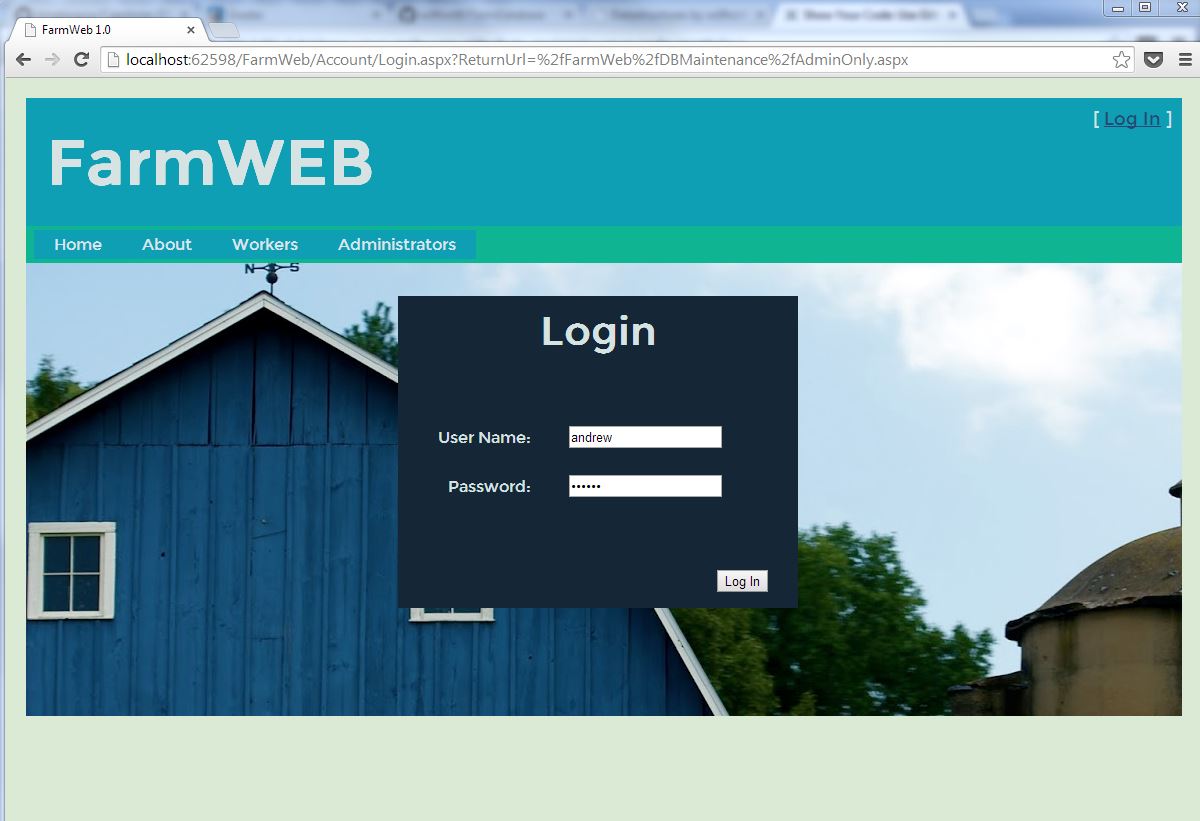 FarmWeb 1.0
localhost:62598/FarmWeb/Account/Login.aspx?ReturnUrl=%2fFarmWeb%2fDBMaintenance%2fAdminOnly.aspx
[ Log In ]
FarmWEB
Home About Workers Administrators
N S
Login
User Name: andrew
Password: ••••••
Log In